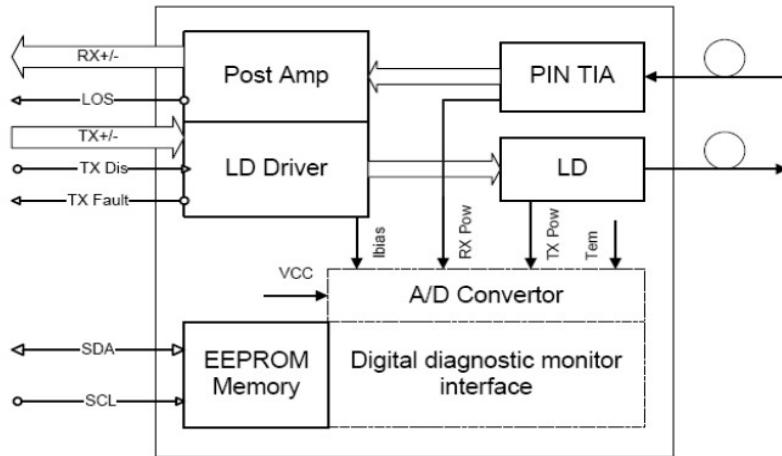 RX+/-
Post Amp
PIN TIA
LOS
TX+/-
TX Dis
LD Driver
LD
TX Fault
Ibias
RX Pow
TX Pow
Tem
VCC
A/D Convertor
SDA
EEPROM
Memory
Digital diagnostic monitor
interface
SCL